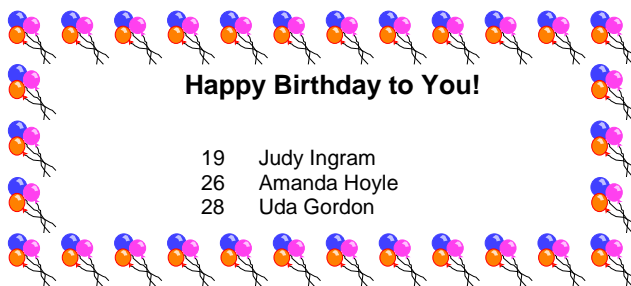 Happy Birthday to You!
19 Judy Ingram
26 Amanda Hoyle
28 Uda Gordon